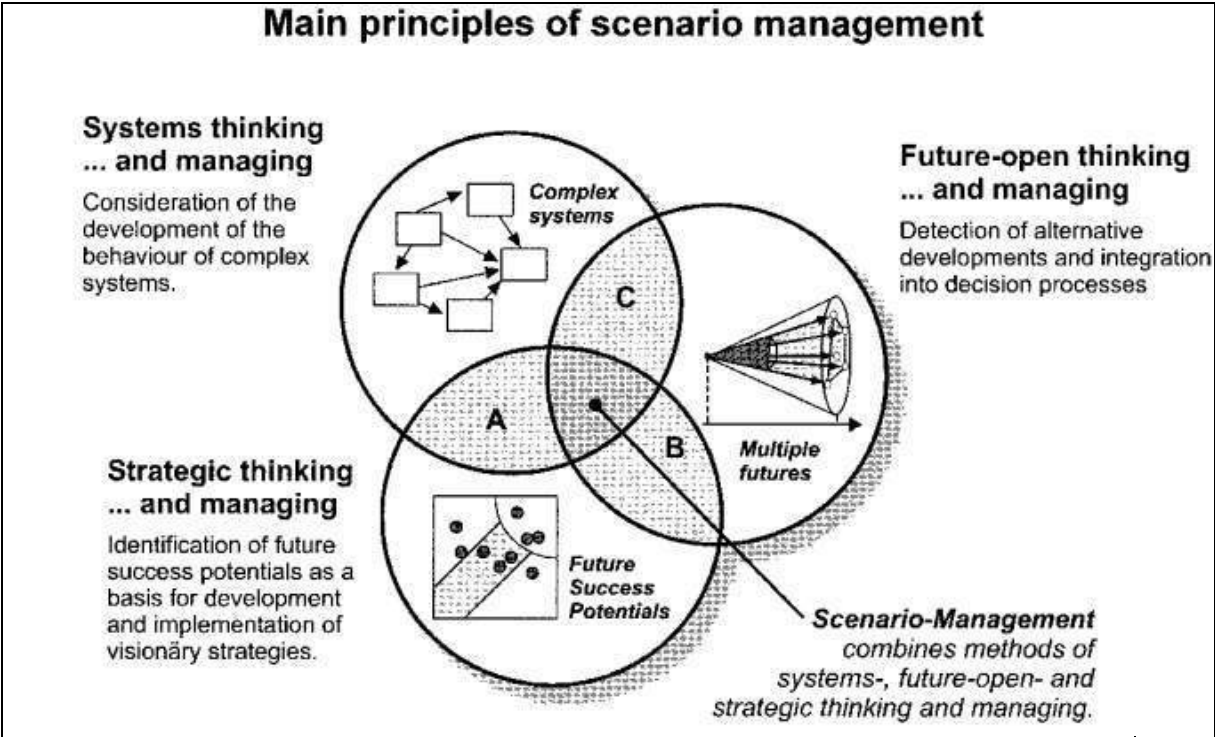 Main principles of scenario management
Systems thinking
... and managing
Consideration of the
development of the
behaviour of complex
systems.
Complex
systems
Future-open thinking
... and managing
Detection of alternative
developments and integration
into decision processes
C
A
B
Multiple
futures
Strategic thinking
... and managing
Identification of future
success potentials as a
basis for development
and implementation of
visionäry strategies.
Future
Success
Potentials
Scenario-Management
combines methods of
systems-, future-open- and
strategic thinking and managing.